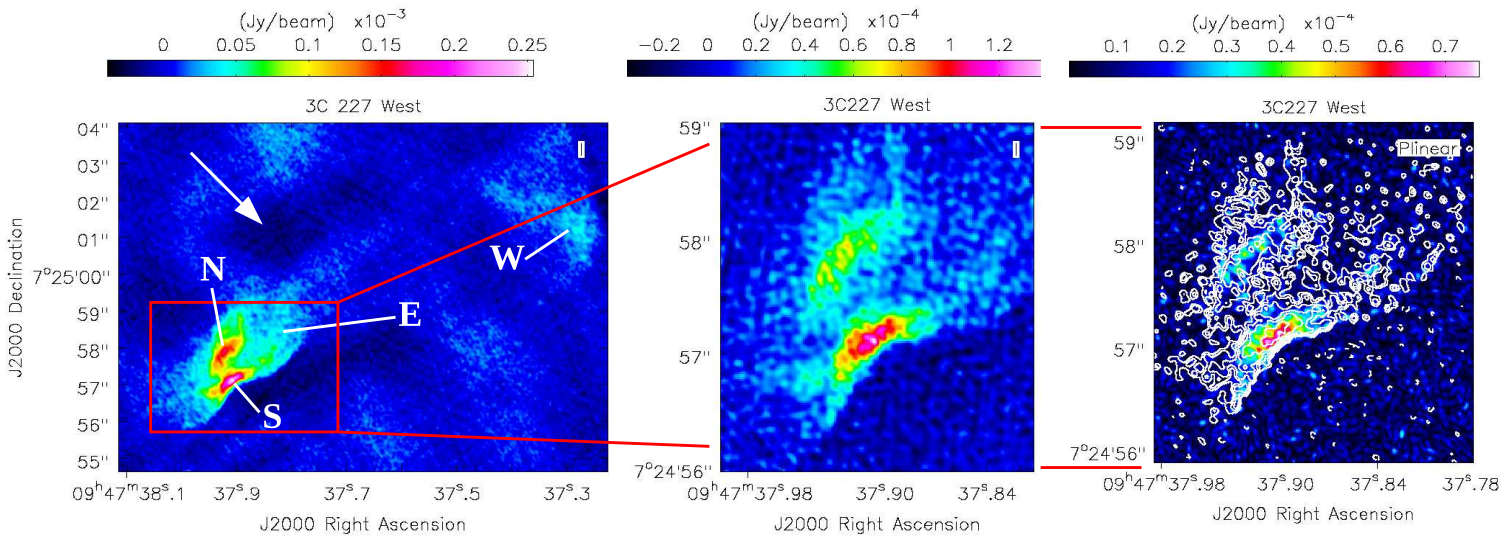 (Jy/beam) x10⁻³
0 0.05 0.1 0.15 0.2 0.25
3C 227 West
I
04"
03"
02"
01"
7°25'00"
59"
58"
57"
56"
55"
J2000 Declination
N
E
S
W
09ʰ47ᵐ38ˢ.1 37ˢ.9 37ˢ.7 37ˢ.5 37ˢ.3
J2000 Right Ascension
(Jy/beam) x10⁻⁴
−0.2 0 0.2 0.4 0.6 0.8 1 1.2
3C227 West
I
59"
58"
57"
7°24'56"
09ʰ47ᵐ37ˢ.98 37ˢ.90 37ˢ.84
J2000 Right Ascension
(Jy/beam) x10⁻⁴
0.1 0.2 0.3 0.4 0.5 0.6 0.7
3C227 West
Plinear
59"
58"
57"
7°24'56"
09ʰ47ᵐ37ˢ.98 37ˢ.90 37ˢ.84 37ˢ.78
J2000 Right Ascension